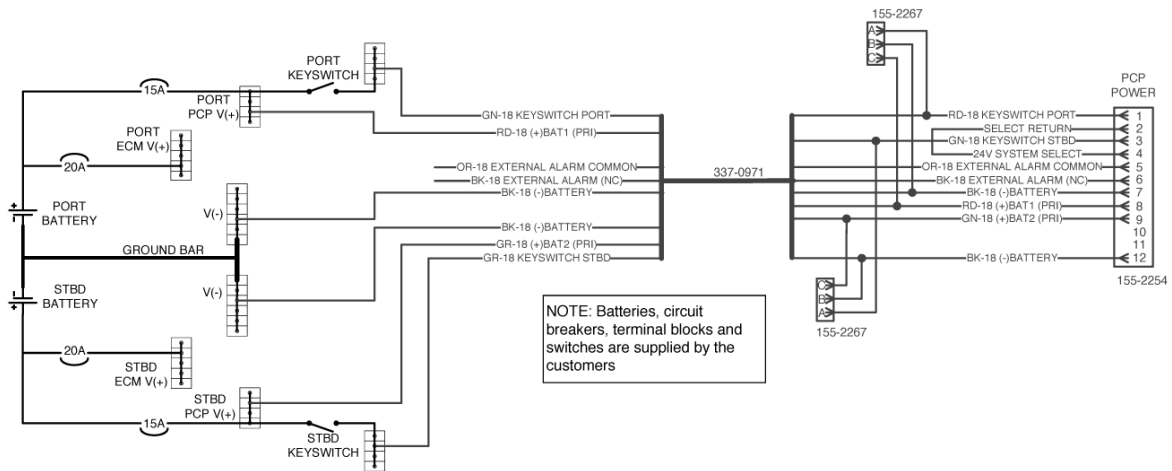 155-2267
A
B
C
PORT
KEYSWITCH
15A
PORT
PCP V(+)
PORT
ECM V(+)
20A
PCP
POWER
GN-18 KEYSWITCH PORT
RD-18 (+)BAT1 (PRI)
OR-18 EXTERNAL ALARM COMMON
BK-18 EXTERNAL ALARM (NC)
BK-18 (-)BATTERY
BK-18 (-)BATTERY
GR-18 (+)BAT2 (PRI)
GR-18 KEYSWITCH STBD
337-0971
RD-18 KEYSWITCH PORT
1
SELECT RETURN
2
GN-18 KEYSWITCH STBD
3
24V SYSTEM SELECT
4
OR-18 EXTERNAL ALARM COMMON
5
BK-18 EXTERNAL ALARM (NC)
6
BK-18 (-)BATTERY
7
RD-18 (+)BAT1 (PRI)
8
GN-18 (+)BAT2 (PRI)
9
10
11
BK-18 (-)BATTERY
12
155-2254
+
-
PORT
BATTERY
V(-)
GROUND BAR
STBD
BATTERY
+
-
V(-)
C
B
A
155-2267
NOTE: Batteries, circuit
breakers, terminal blocks and
switches are supplied by the
customers
20A
STBD
ECM V(+)
STBD
PCP V(+)
15A
STBD
KEYSWITCH